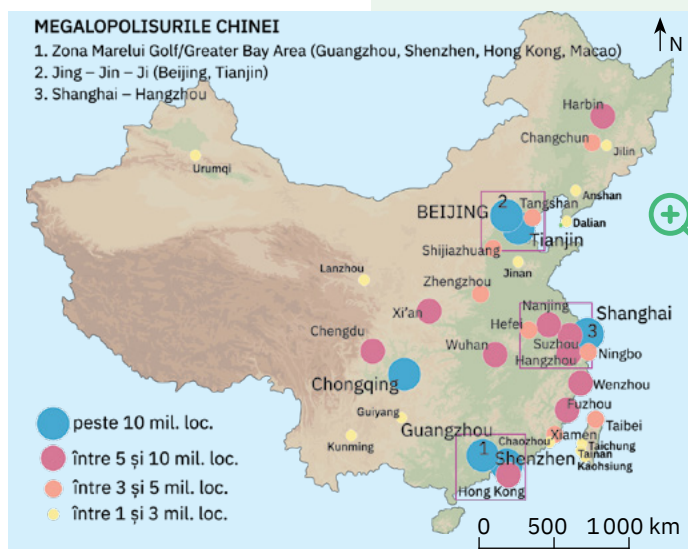 MEGALOPOLISURILE CHINEI
1. Zona Marelui Golf/Greater Bay Area (Guangzhou, Shenzhen, Hong Kong, Macao)
2. Jing – Jin – Ji (Beijing, Tianjin)
3. Shanghai – Hangzhou
N
Harbin
Changchun
Jilin
Urumqi
Anshan
BEIJING
2
Tangshan
Dalian
Tianjin
Shijiazhuang
Jinan
Lanzhou
Zhengzhou
Nanjing
Shanghai
Xi'an
Hefei
3
Suzhou
Chengdu
Wuhan
Hangzhou
Ningbo
Chongqing
Wenzhou
Fuzhou
Guiyang
Taibei
Guangzhou
Chaozhou
Xiamen
Kunming
1
Shenzhen
Taichung
Tainan
Kaohsiung
Hong Kong
peste 10 mil. loc.
între 5 și 10 mil. loc.
între 3 și 5 mil. loc.
între 1 și 3 mil. loc.
0 500 1 000 km